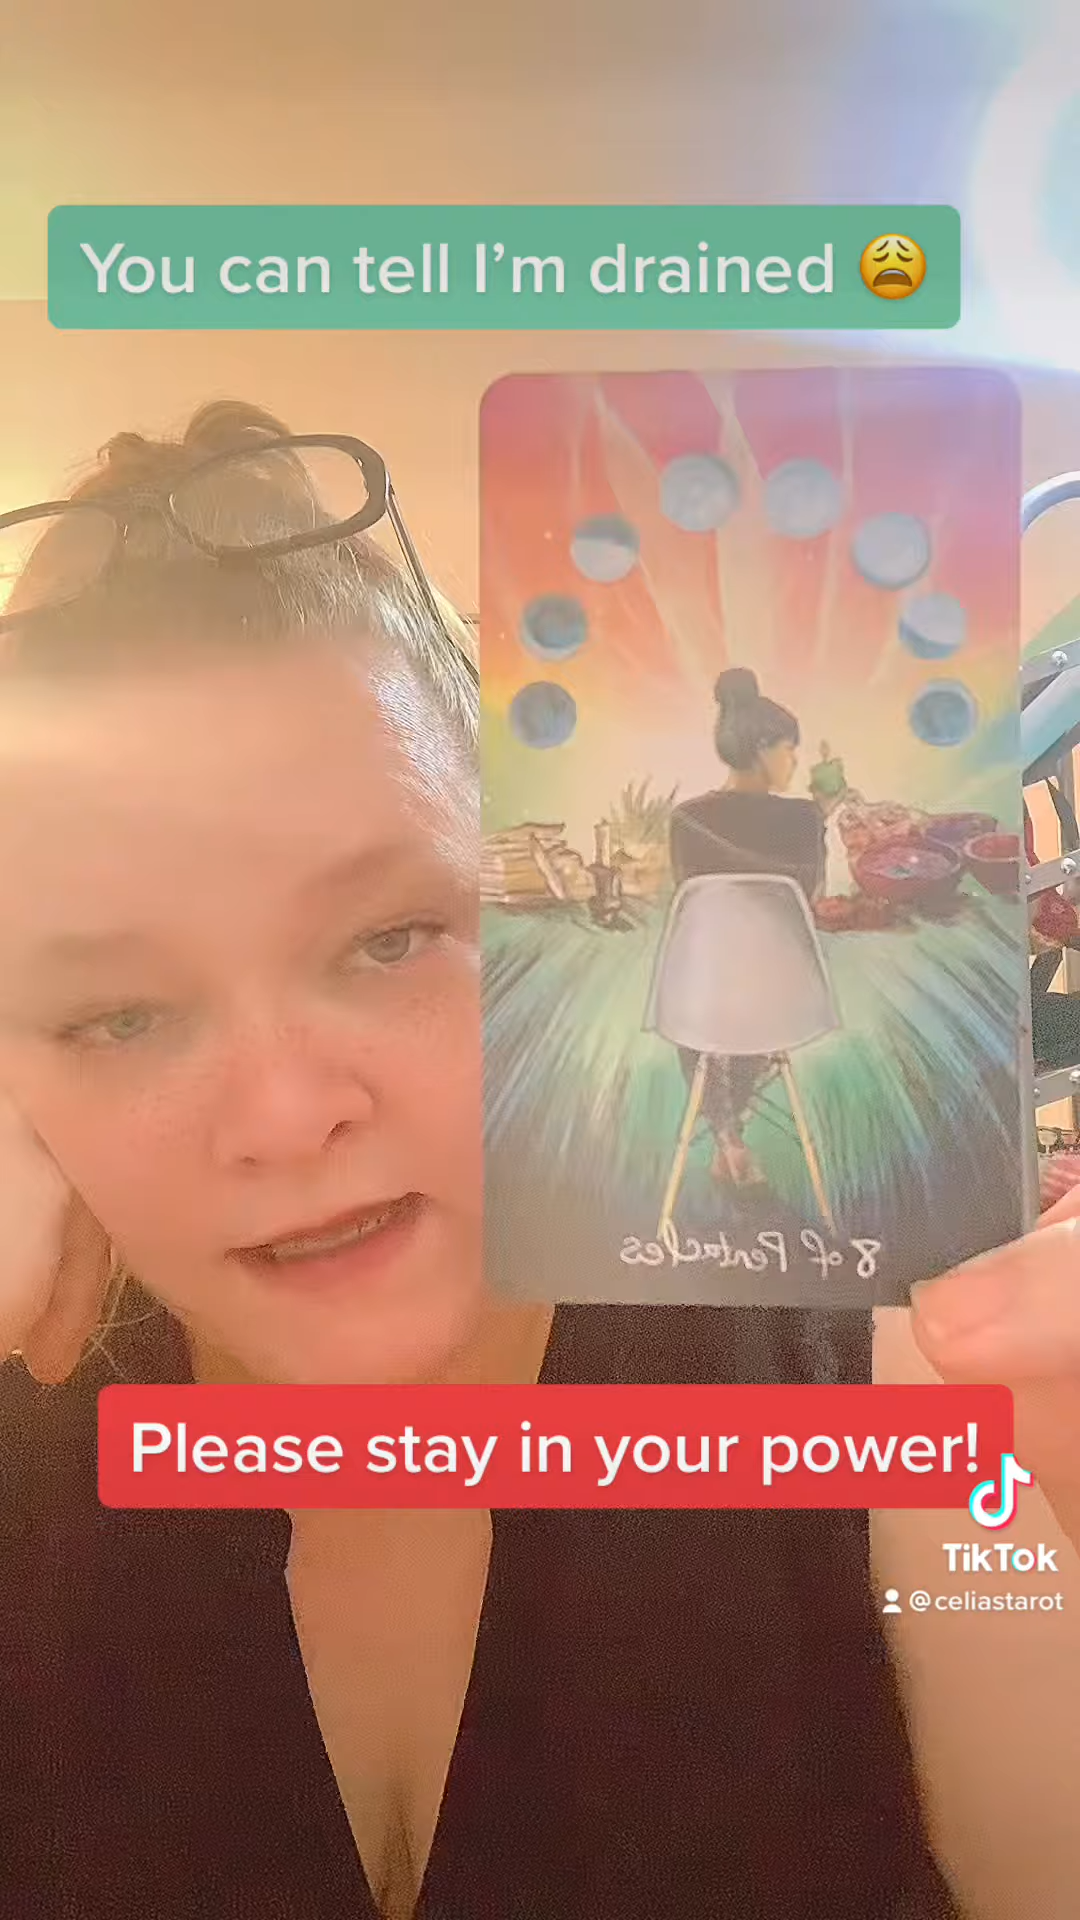 You can tell I'm drained 😩
8 of Pentacles
Please stay in your power!
TikTok
@celiastarot